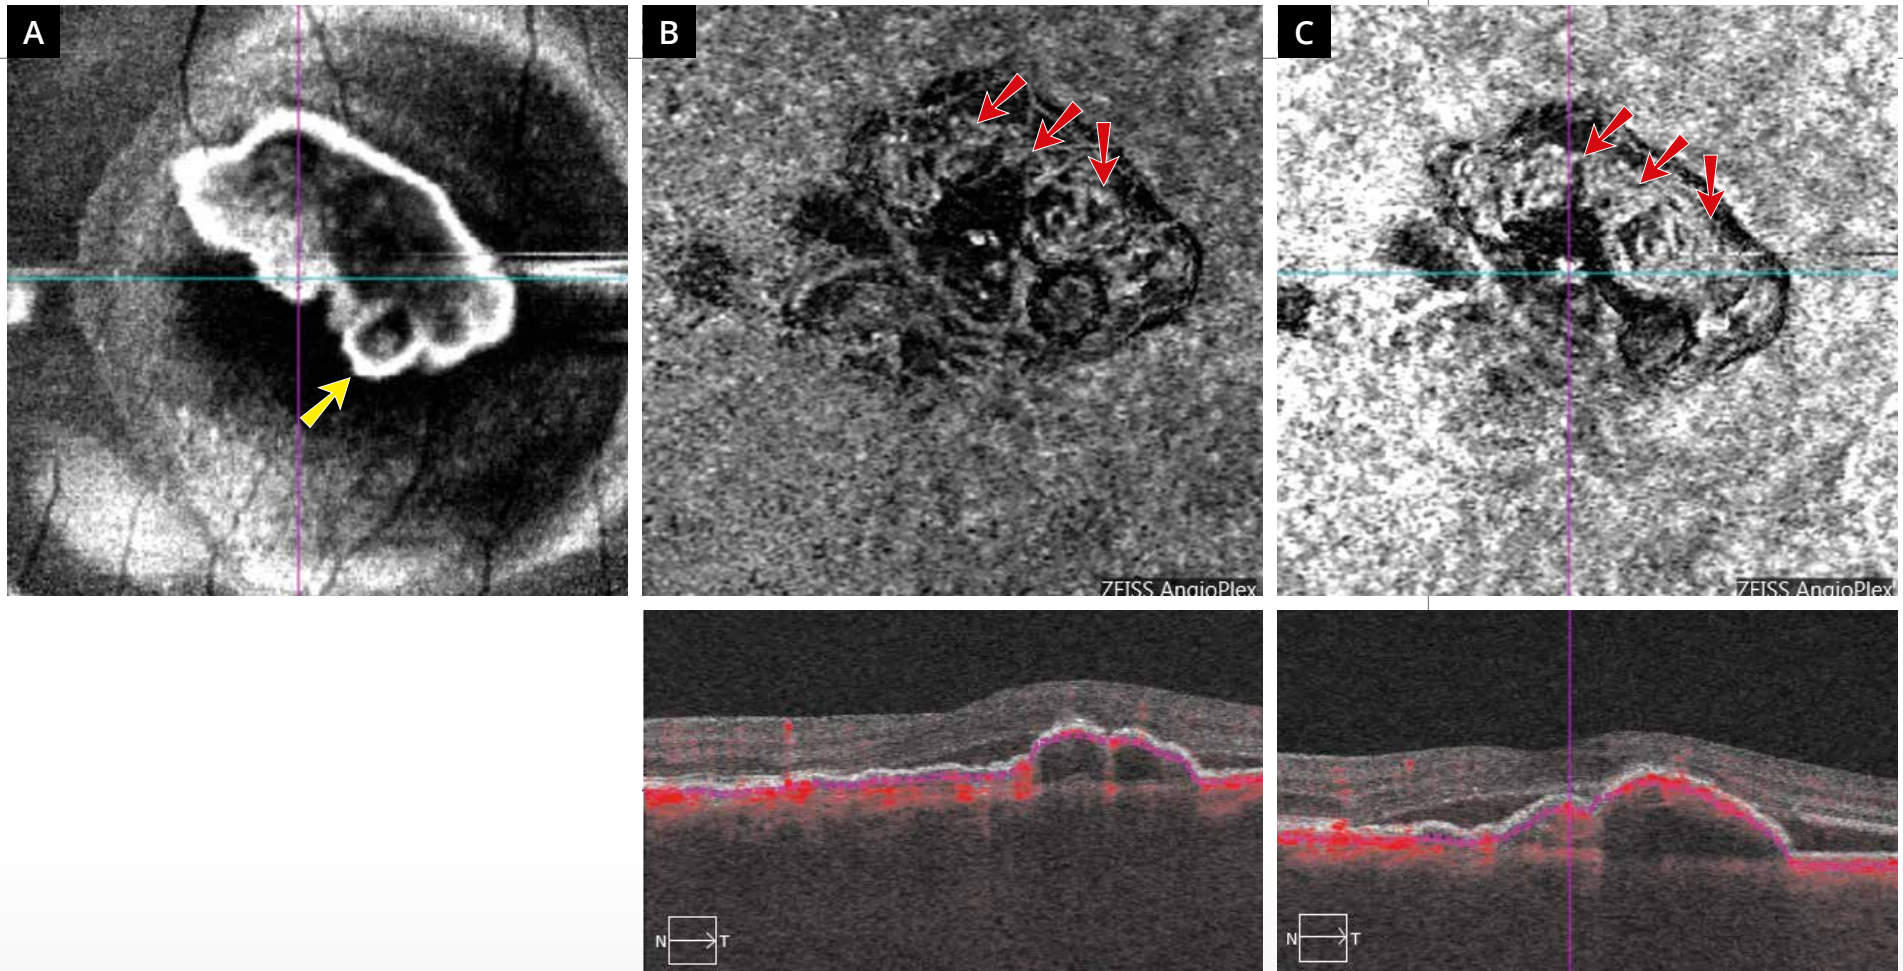 A
B
C
ZEISS AngioPlex
ZEISS AngioPlex
N T
N T